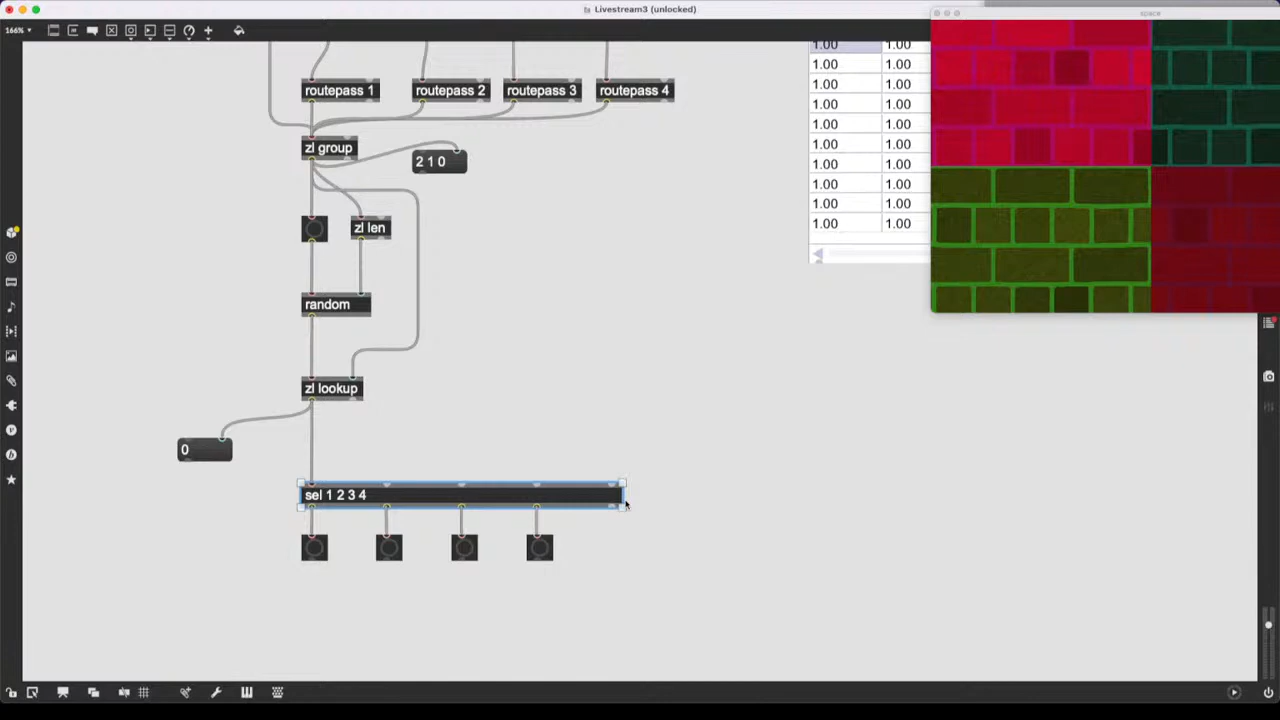 Livestream3 (unlocked)
space
166%
routepass 1
routepass 2
routepass 3
routepass 4
zl group
2 1 0
zl len
random
zl lookup
0
sel 1 2 3 4
1.00 1.00
1.00 1.00
1.00 1.00
1.00 1.00
1.00 1.00
1.00 1.00
1.00 1.00
1.00 1.00
1.00 1.00
1.00 1.00